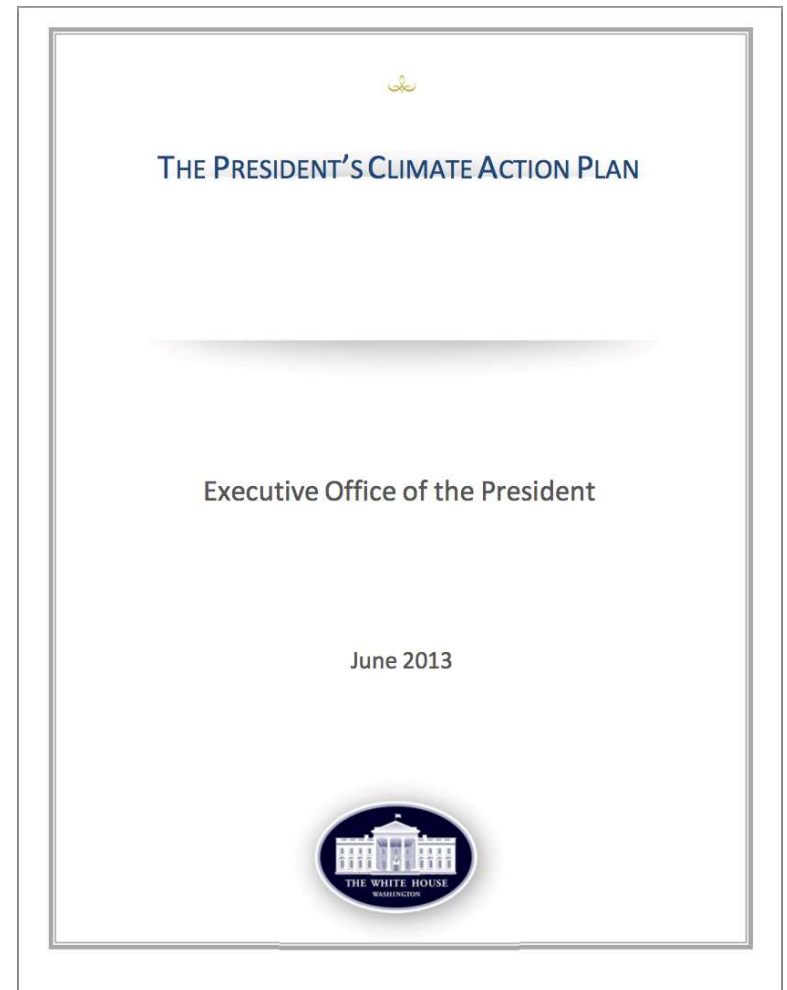 THE PRESIDENT'S CLIMATE ACTION PLAN
Executive Office of the President
June 2013
THE WHITE HOUSE
WASHINGTON